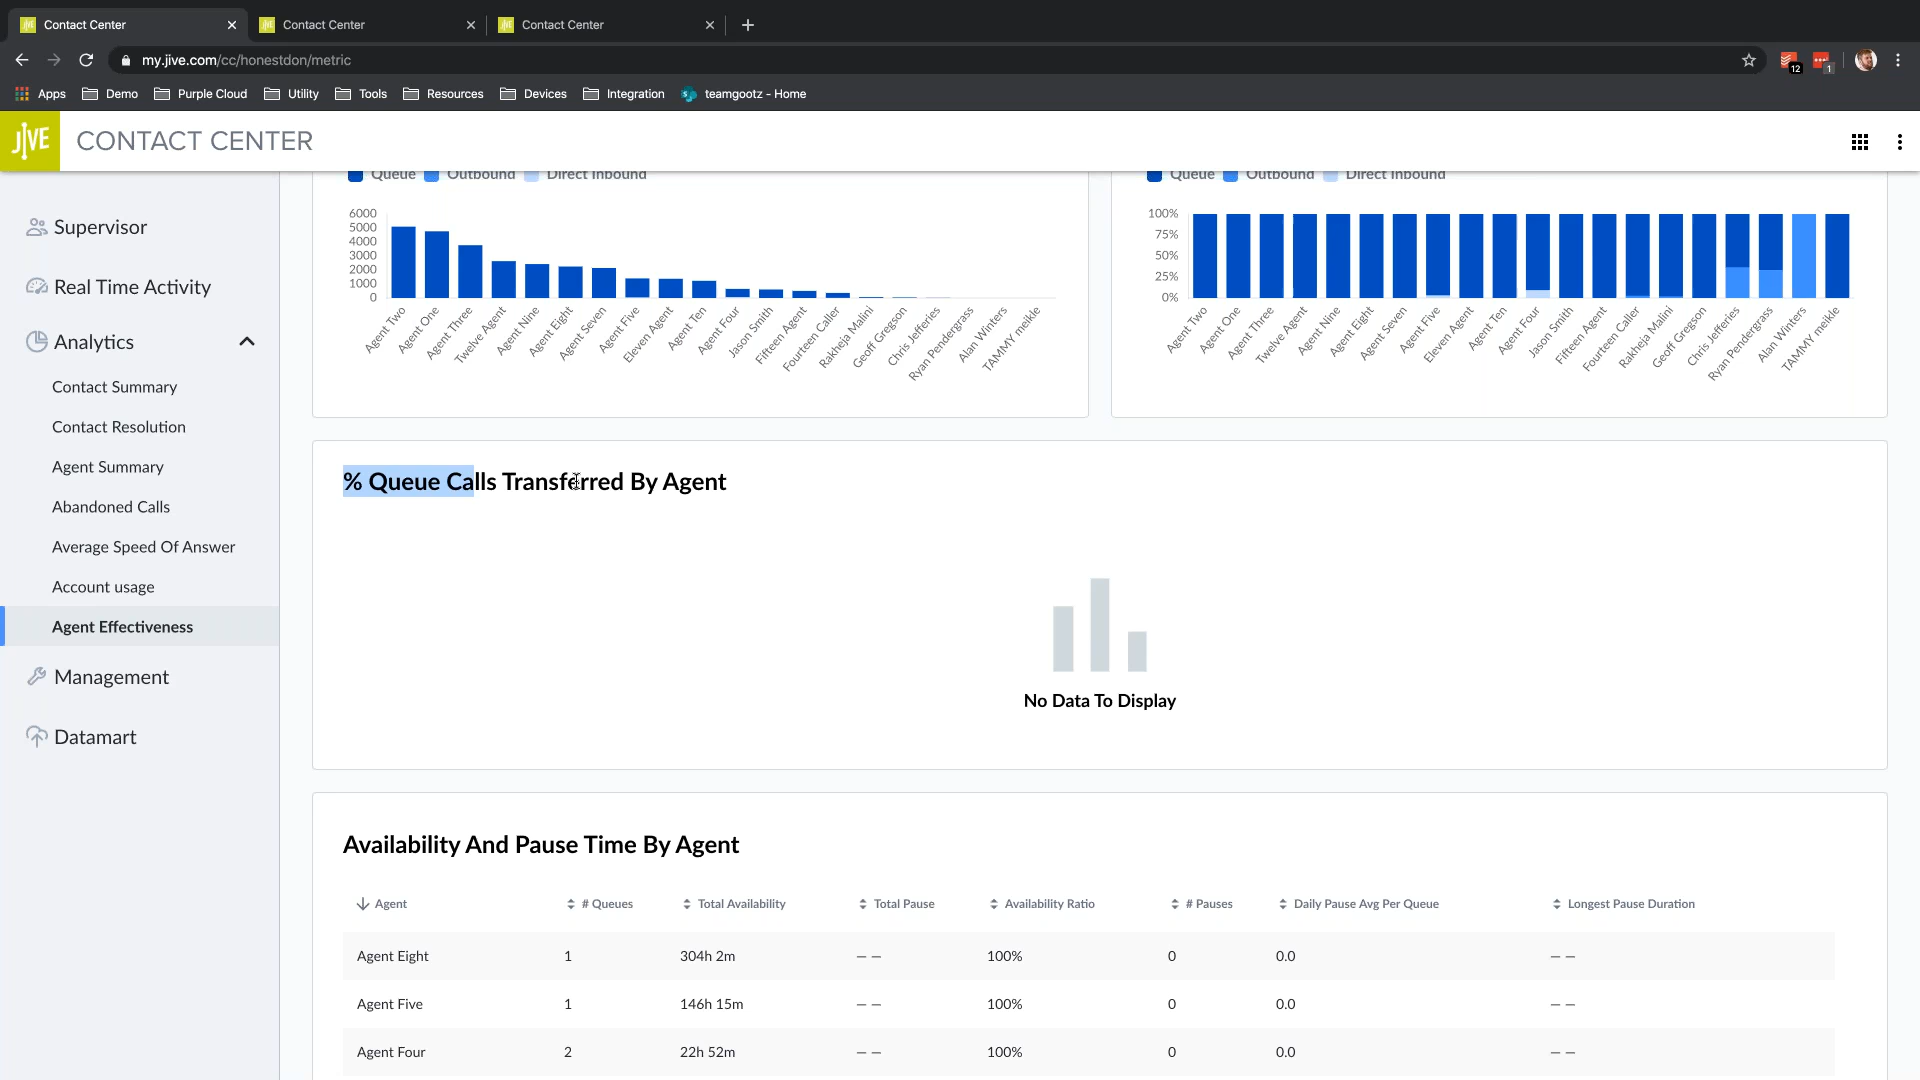 Contact Center
Contact Center
Contact Center
my.jive.com/cc/honestdon/metric
12
1
Apps Demo Purple Cloud Utility Tools Resources Devices Integration teamgootz - Home
JIVE CONTACT CENTER
Supervisor
Real Time Activity
Analytics
Contact Summary
Contact Resolution
Agent Summary
Abandoned Calls
Average Speed Of Answer
Account usage
Agent Effectiveness
Management
Datamart
Queue Outbound Direct Inbound
6000
5000
4000
3000
2000
1000
0
Agent Two
Agent One
Agent Three
Twelve Agent
Agent Nine
Agent Eight
Agent Seven
Agent Five
Eleven Agent
Agent Ten
Agent Four
Jason Smith
Fifteen Agent
Fourteen Caller
Rakheja Malini
Geoff Gregson
Chris Jefferies
Ryan Pendergrass
Alan Winters
TAMMY meikle
Queue Outbound Direct Inbound
100%
75%
50%
25%
0%
Agent Two
Agent One
Agent Three
Twelve Agent
Agent Nine
Agent Eight
Agent Seven
Agent Five
Eleven Agent
Agent Ten
Agent Four
Jason Smith
Fifteen Agent
Fourteen Caller
Rakheja Malini
Geoff Gregson
Chris Jefferies
Ryan Pendergrass
Alan Winters
TAMMY meikle
% Queue Calls Transferred By Agent
No Data To Display
Availability And Pause Time By Agent
Agent # Queues Total Availability Total Pause Availability Ratio # Pauses Daily Pause Avg Per Queue Longest Pause Duration
Agent Eight 1 304h 2m – – 100% 0 0.0 – –
Agent Five 1 146h 15m – – 100% 0 0.0 – –
Agent Four 2 22h 52m – – 100% 0 0.0 – –